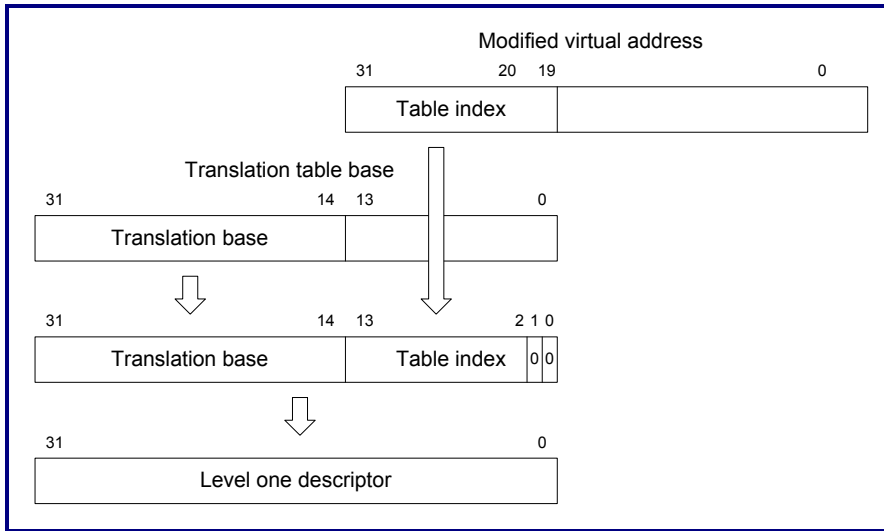 Modified virtual address
31 20 19 0
Table index
Translation table base
31 14 13 0
Translation base
31 14 13 2 1 0
Translation base Table index 0 0
31 0
Level one descriptor